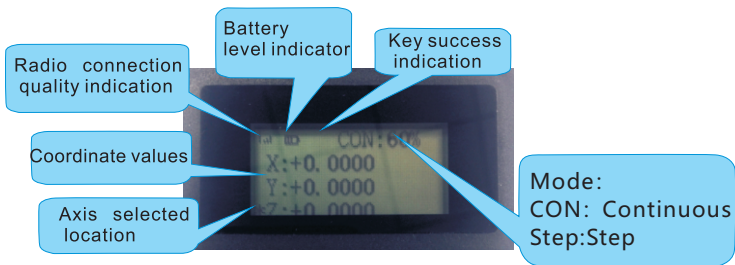 Battery
level indicator
Key success
indication
Radio connection
quality indication
CON:60%
Coordinate values
X:+0.0000
Y:+0.0000
*Z:+0.0000
Axis selected
location
Mode:
CON: Continuous
Step:Step